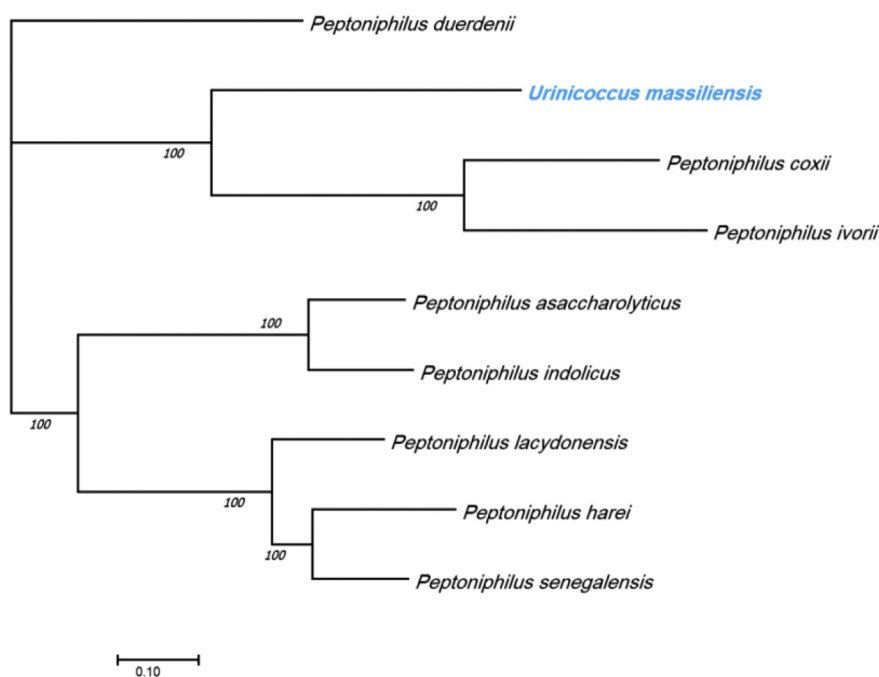 Peptoniphilus duerdenii
Urinicoccus massiliensis
100
Peptoniphilus coxii
100
Peptoniphilus ivorii
Peptoniphilus asaccharolyticus
100
Peptoniphilus indolicus
100
Peptoniphilus lacydonensis
100
Peptoniphilus harei
100
Peptoniphilus senegalensis
0.10